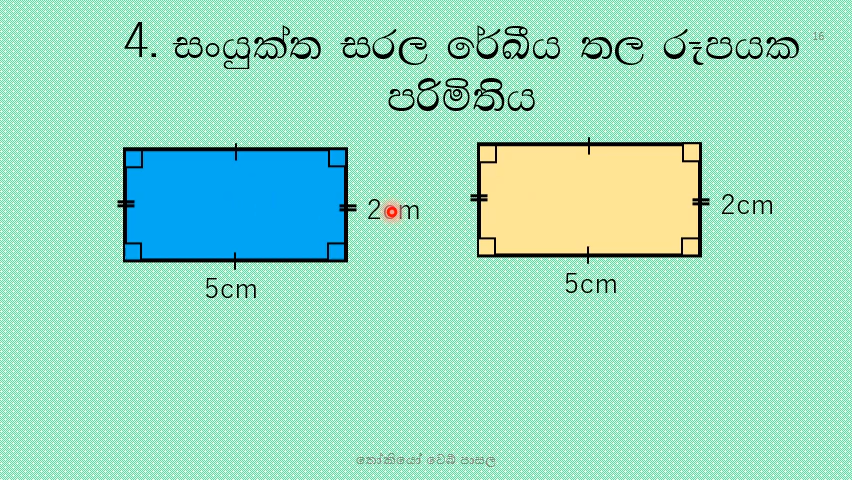 4. සංයුක්ත සරල රේඛීය තල රූපයක
පරිමිතිය
16
2cm
2cm
5cm
5cm
තෝකියෝ වෙබ් පාසල